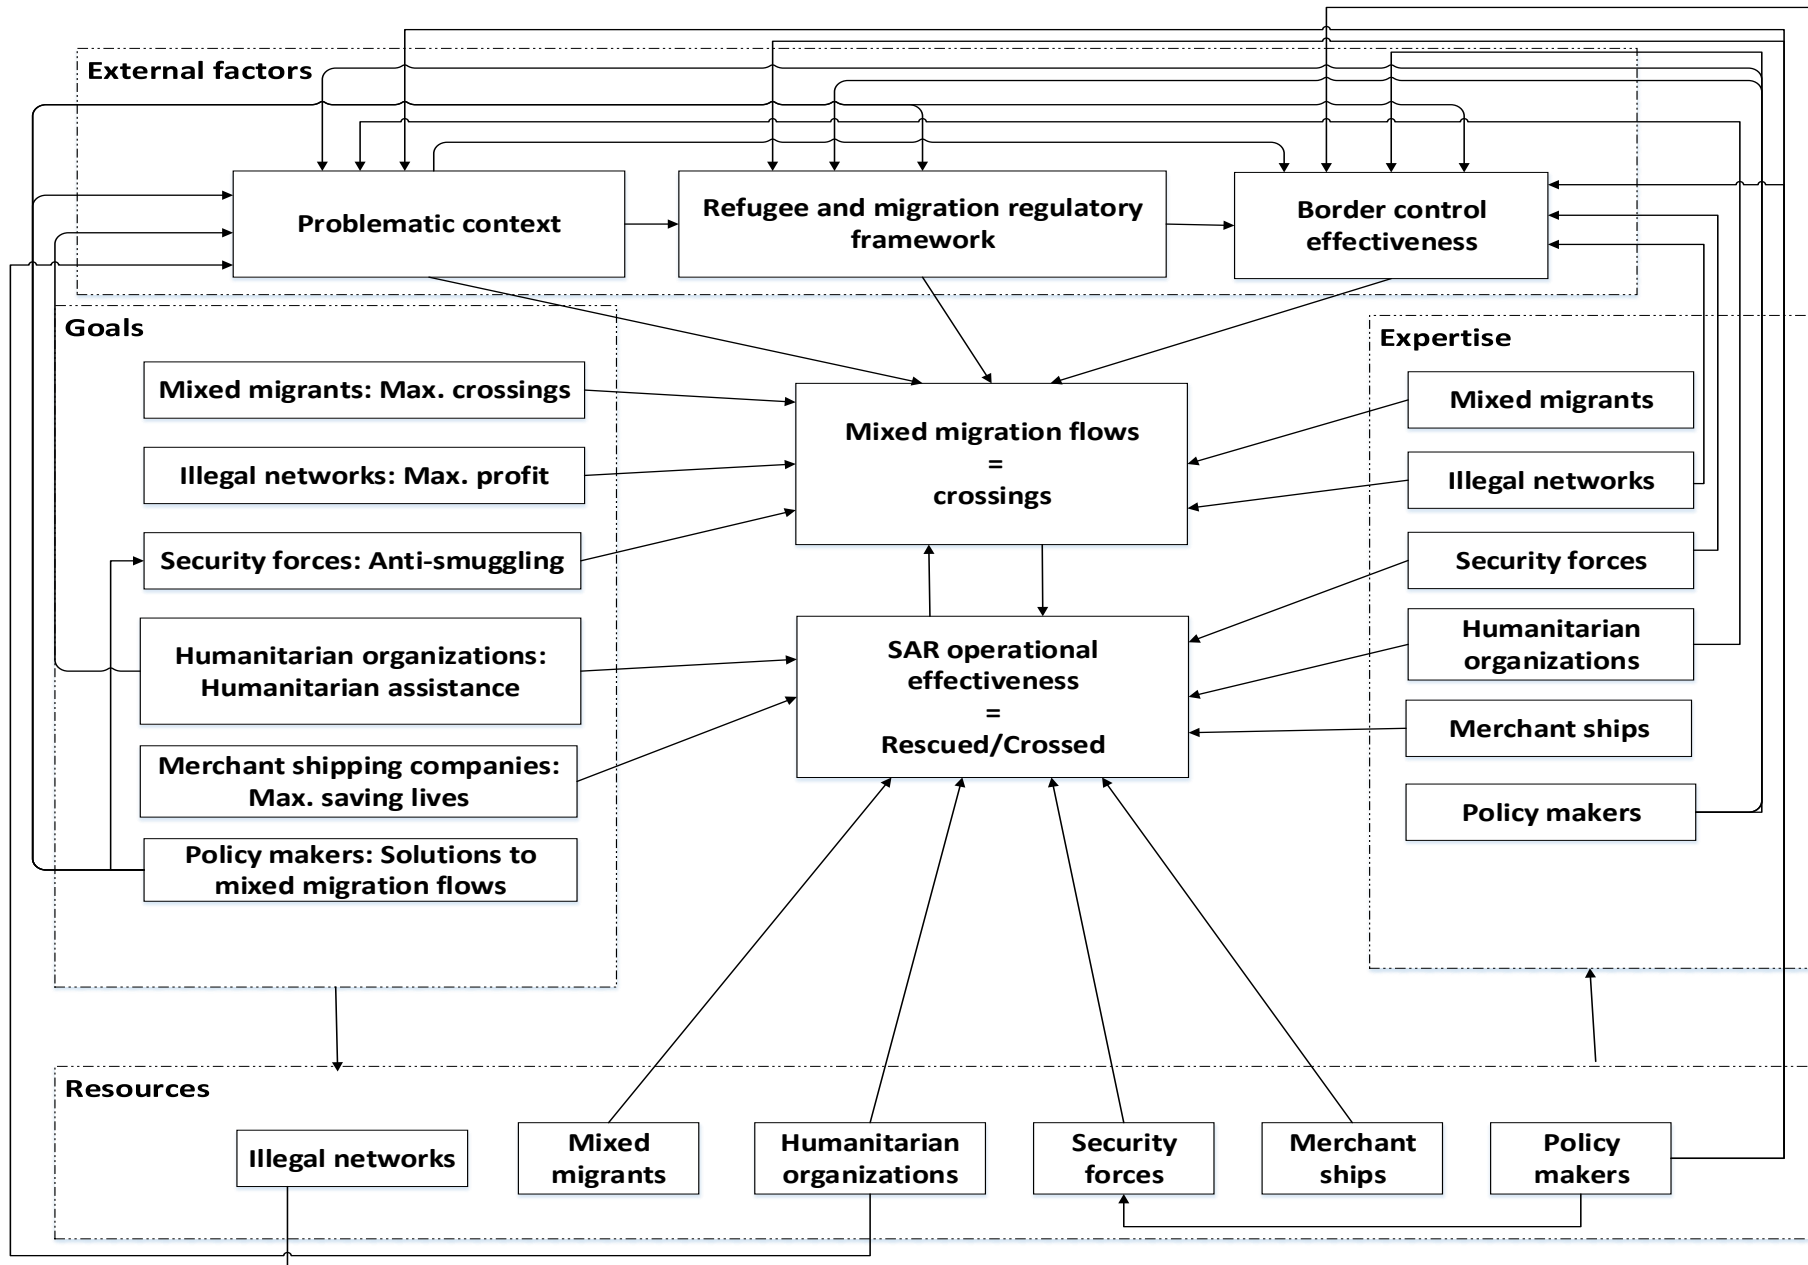 External factors
Problematic context
Refugee and migration regulatory
framework
Border control
effectiveness
Goals
Mixed migrants: Max. crossings
Illegal networks: Max. profit
Security forces: Anti-smuggling
Humanitarian organizations:
Humanitarian assistance
Merchant shipping companies:
Max. saving lives
Policy makers: Solutions to
mixed migration flows
Mixed migration flows
=
crossings
SAR operational
effectiveness
=
Rescued/Crossed
Expertise
Mixed migrants
Illegal networks
Security forces
Humanitarian
organizations
Merchant ships
Policy makers
Resources
Illegal networks
Mixed
migrants
Humanitarian
organizations
Security
forces
Merchant
ships
Policy
makers